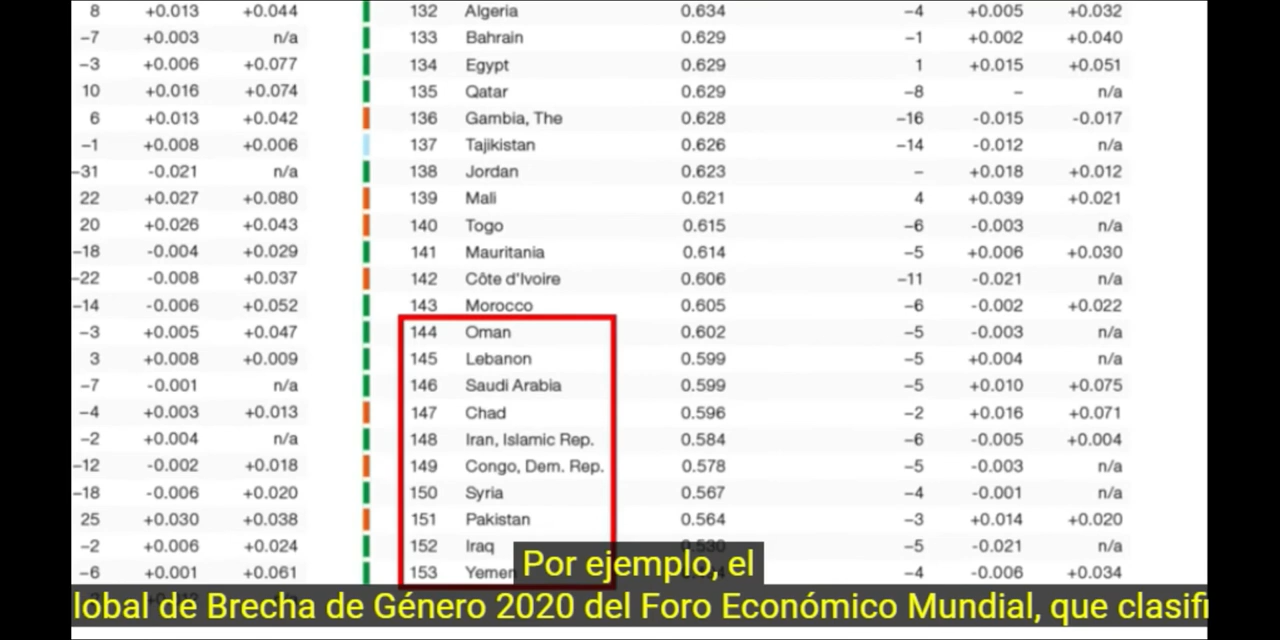 8 +0.013 +0.044 132 Algeria 0.634 −4 +0.005 +0.032
−7 +0.003 n/a 133 Bahrain 0.629 −1 +0.002 +0.040
−3 +0.006 +0.077 134 Egypt 0.629 1 +0.015 +0.051
10 +0.016 +0.074 135 Qatar 0.629 −8 – n/a
6 +0.013 +0.042 136 Gambia, The 0.628 −16 -0.015 -0.017
−1 +0.008 +0.006 137 Tajikistan 0.626 −14 -0.012 n/a
−31 -0.021 n/a 138 Jordan 0.623 – +0.018 +0.012
22 +0.027 +0.080 139 Mali 0.621 4 +0.039 +0.021
20 +0.026 +0.043 140 Togo 0.615 −6 -0.003 n/a
−18 -0.004 +0.029 141 Mauritania 0.614 −5 +0.006 +0.030
−22 -0.008 +0.037 142 Côte d'Ivoire 0.606 −11 -0.021 n/a
−14 -0.006 +0.052 143 Morocco 0.605 −6 -0.002 +0.022
−3 +0.005 +0.047 144 Oman 0.602 −5 -0.003 n/a
3 +0.008 +0.009 145 Lebanon 0.599 −5 +0.004 n/a
−7 -0.001 n/a 146 Saudi Arabia 0.599 −5 +0.010 +0.075
−4 +0.003 +0.013 147 Chad 0.596 −2 +0.016 +0.071
−2 +0.004 n/a 148 Iran, Islamic Rep. 0.584 −6 -0.005 +0.004
−12 -0.002 +0.018 149 Congo, Dem. Rep. 0.578 −5 -0.003 n/a
−18 -0.006 +0.020 150 Syria 0.567 −4 -0.001 n/a
25 +0.030 +0.038 151 Pakistan 0.564 −3 +0.014 +0.020
−2 +0.006 +0.024 152 Iraq 0.530 −5 -0.021 n/a
−6 +0.001 +0.061 153 Yemen −4 -0.006 +0.034
Por ejemplo, el
lobal de Brecha de Género 2020 del Foro Económico Mundial, que clasifi